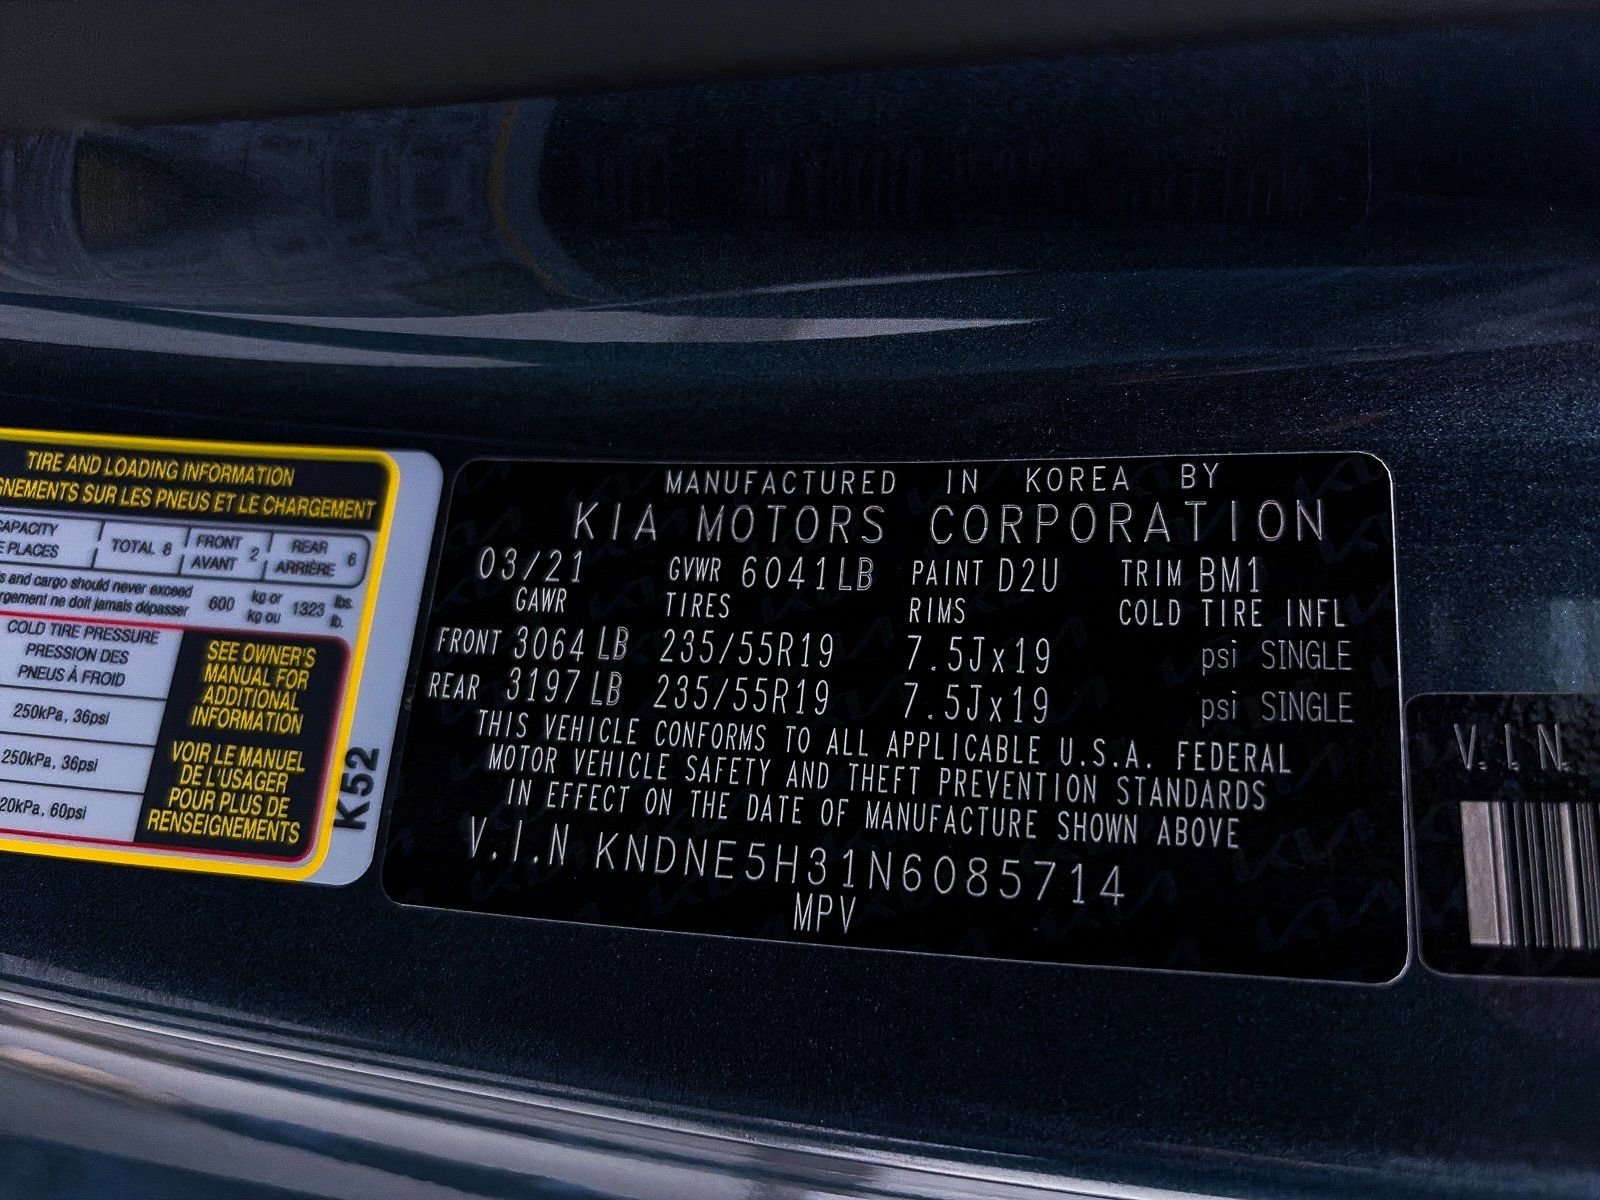 TIRE AND LOADING INFORMATION
GNEMENTS SUR LES PNEUS ET LE CHARGEMENT
CAPACITY
E PLACES
TOTAL 8
FRONT
AVANT 2
REAR
ARRIÈRE 6
s and cargo should never exceed
rgement ne doit jamais dépasser
600 kg or 1323 lbs.
kg ou lb.
COLD TIRE PRESSURE
PRESSION DES
PNEUS À FROID
250kPa, 36psi
250kPa, 36psi
20kPa, 60psi
SEE OWNER'S
MANUAL FOR
ADDITIONAL
INFORMATION
VOIR LE MANUEL
DE L'USAGER
POUR PLUS DE
RENSEIGNEMENTS
K52
MANUFACTURED IN KOREA BY
KIA MOTORS CORPORATION
03/21 GVWR 6041LB PAINT D2U TRIM BM1
GAWR TIRES RIMS COLD TIRE INFL
FRONT 3064 LB 235/55R19 7.5Jx19 psi SINGLE
REAR 3197 LB 235/55R19 7.5Jx19 psi SINGLE
THIS VEHICLE CONFORMS TO ALL APPLICABLE U.S.A. FEDERAL
MOTOR VEHICLE SAFETY AND THEFT PREVENTION STANDARDS
IN EFFECT ON THE DATE OF MANUFACTURE SHOWN ABOVE
V.I.N KNDNE5H31N6085714
MPV
V.I.N